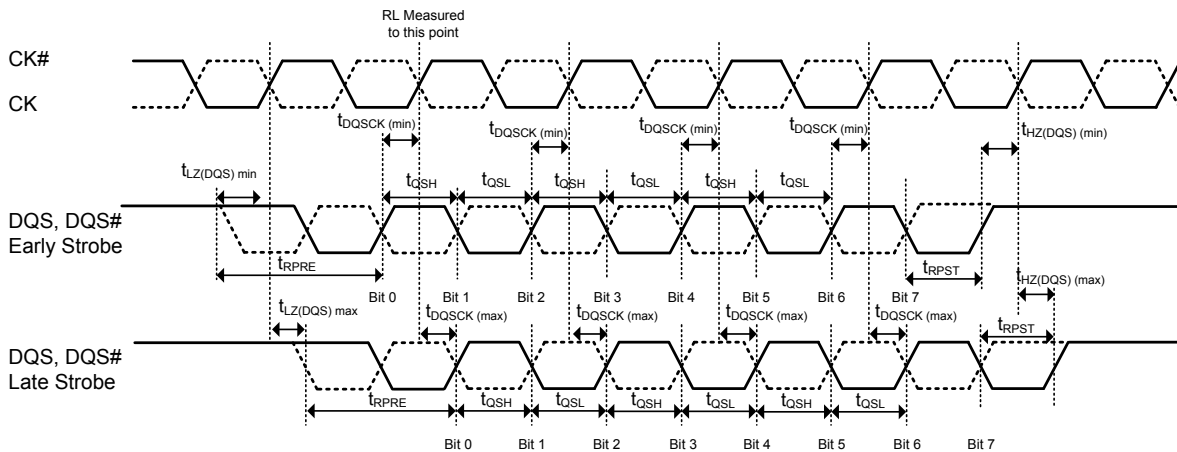 RL Measured
to this point
CK#
CK
tDQSCK (min) tDQSCK (min) tDQSCK (min) tDQSCK (min) tHZ(DQS) (min)
tLZ(DQS) min
tQSH tQSL tQSH tQSL tQSH tQSL
DQS, DQS#
Early Strobe
tRPRE tRPST
tHZ(DQS) (max)
Bit 0 Bit 1 Bit 2 Bit 3 Bit 4 Bit 5 Bit 6 Bit 7
tLZ(DQS) max
tDQSCK (max) tDQSCK (max) tDQSCK (max) tDQSCK (max) tRPST
DQS, DQS#
Late Strobe
tRPRE tQSH tQSL tQSH tQSL tQSH tQSL
Bit 0 Bit 1 Bit 2 Bit 3 Bit 4 Bit 5 Bit 6 Bit 7